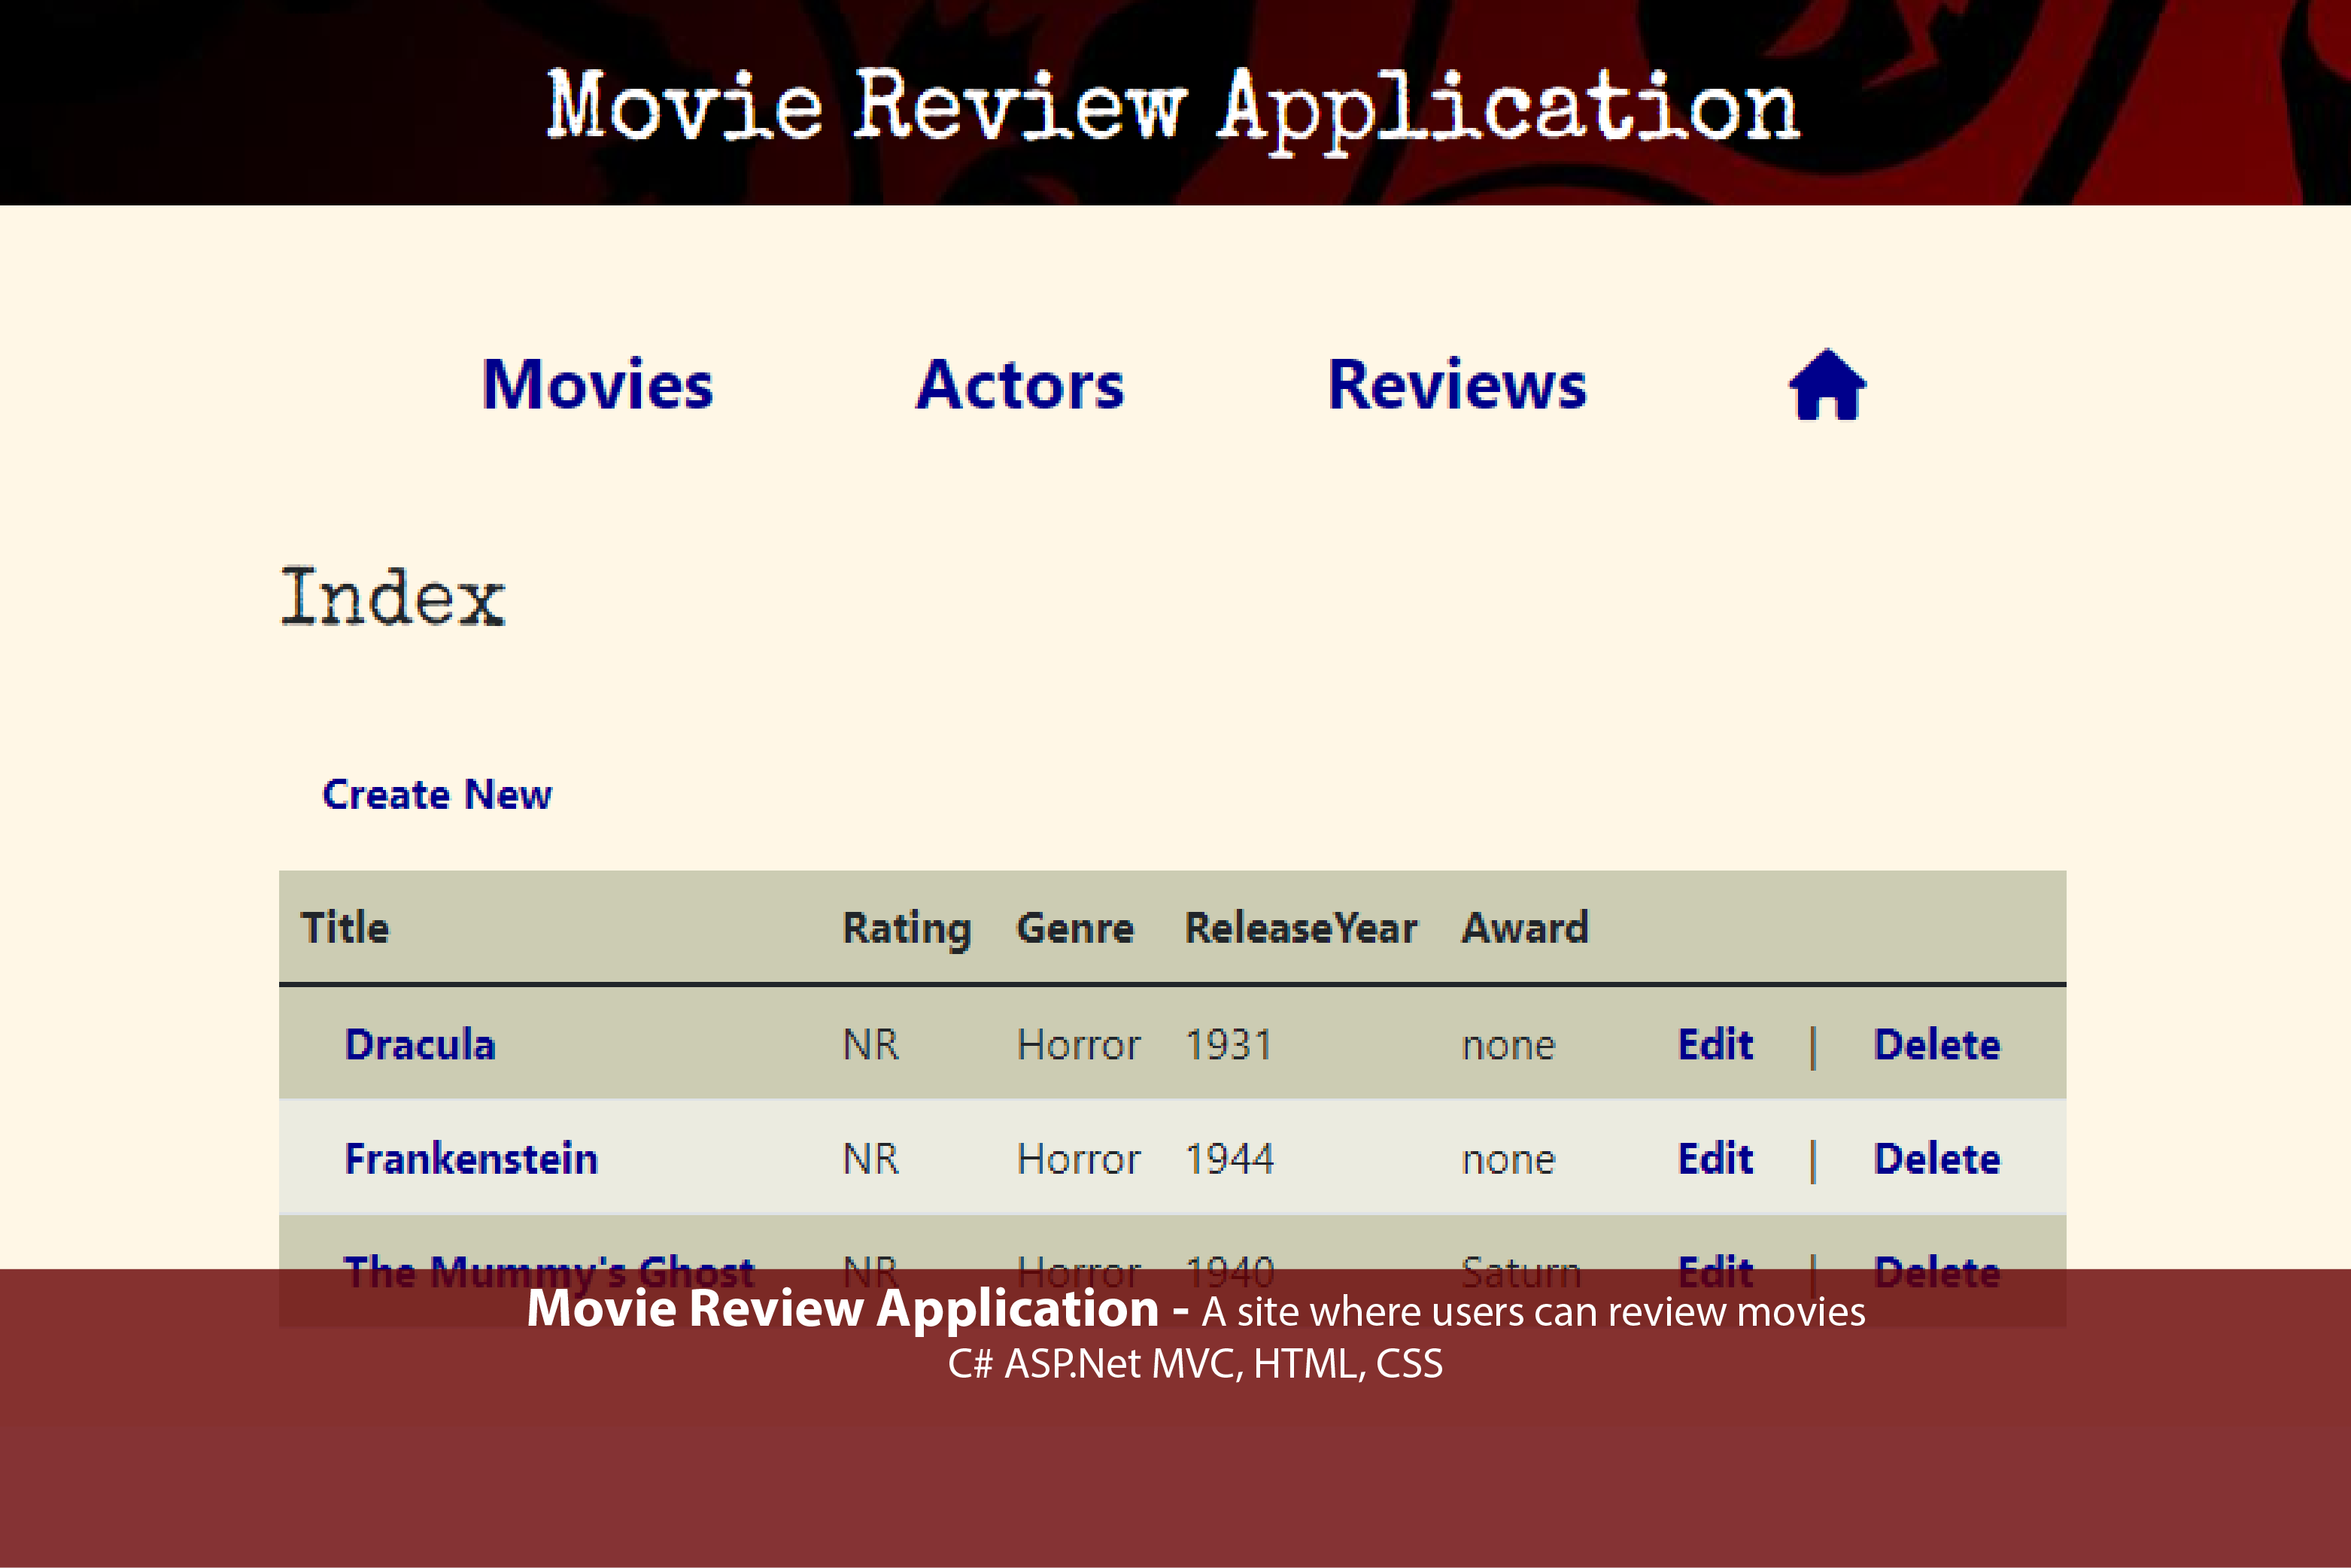 Movie Review Application
Movies Actors Reviews
Index
Create New
Title Rating Genre ReleaseYear Award
Dracula NR Horror 1931 none Edit | Delete
Frankenstein NR Horror 1944 none Edit | Delete
The Mummy's Ghost NR Horror 1940 Saturn Edit | Delete
Movie Review Application - A site where users can review movies
C# ASP.Net MVC, HTML, CSS